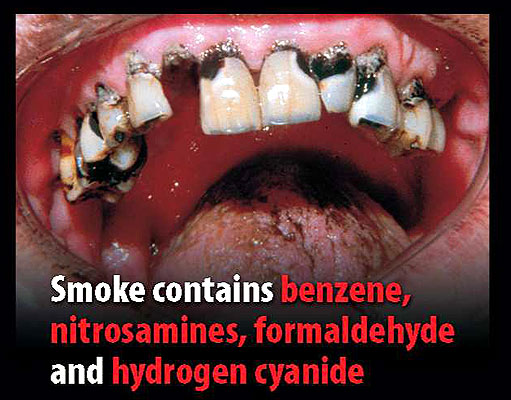 Smoke contains benzene,
nitrosamines, formaldehyde
and hydrogen cyanide